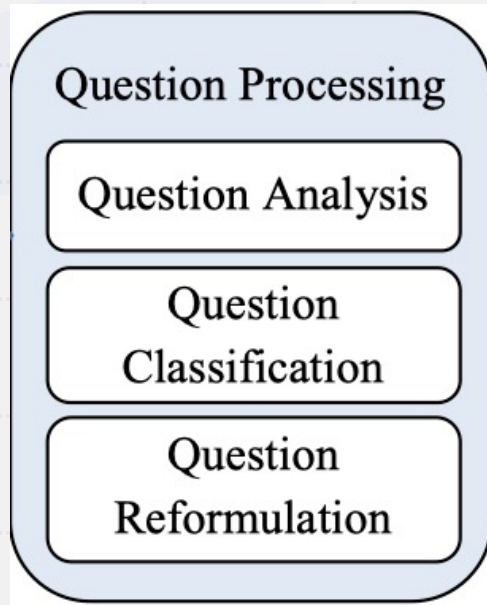 Question Processing
Question Analysis
Question
Classification
Question
Reformulation